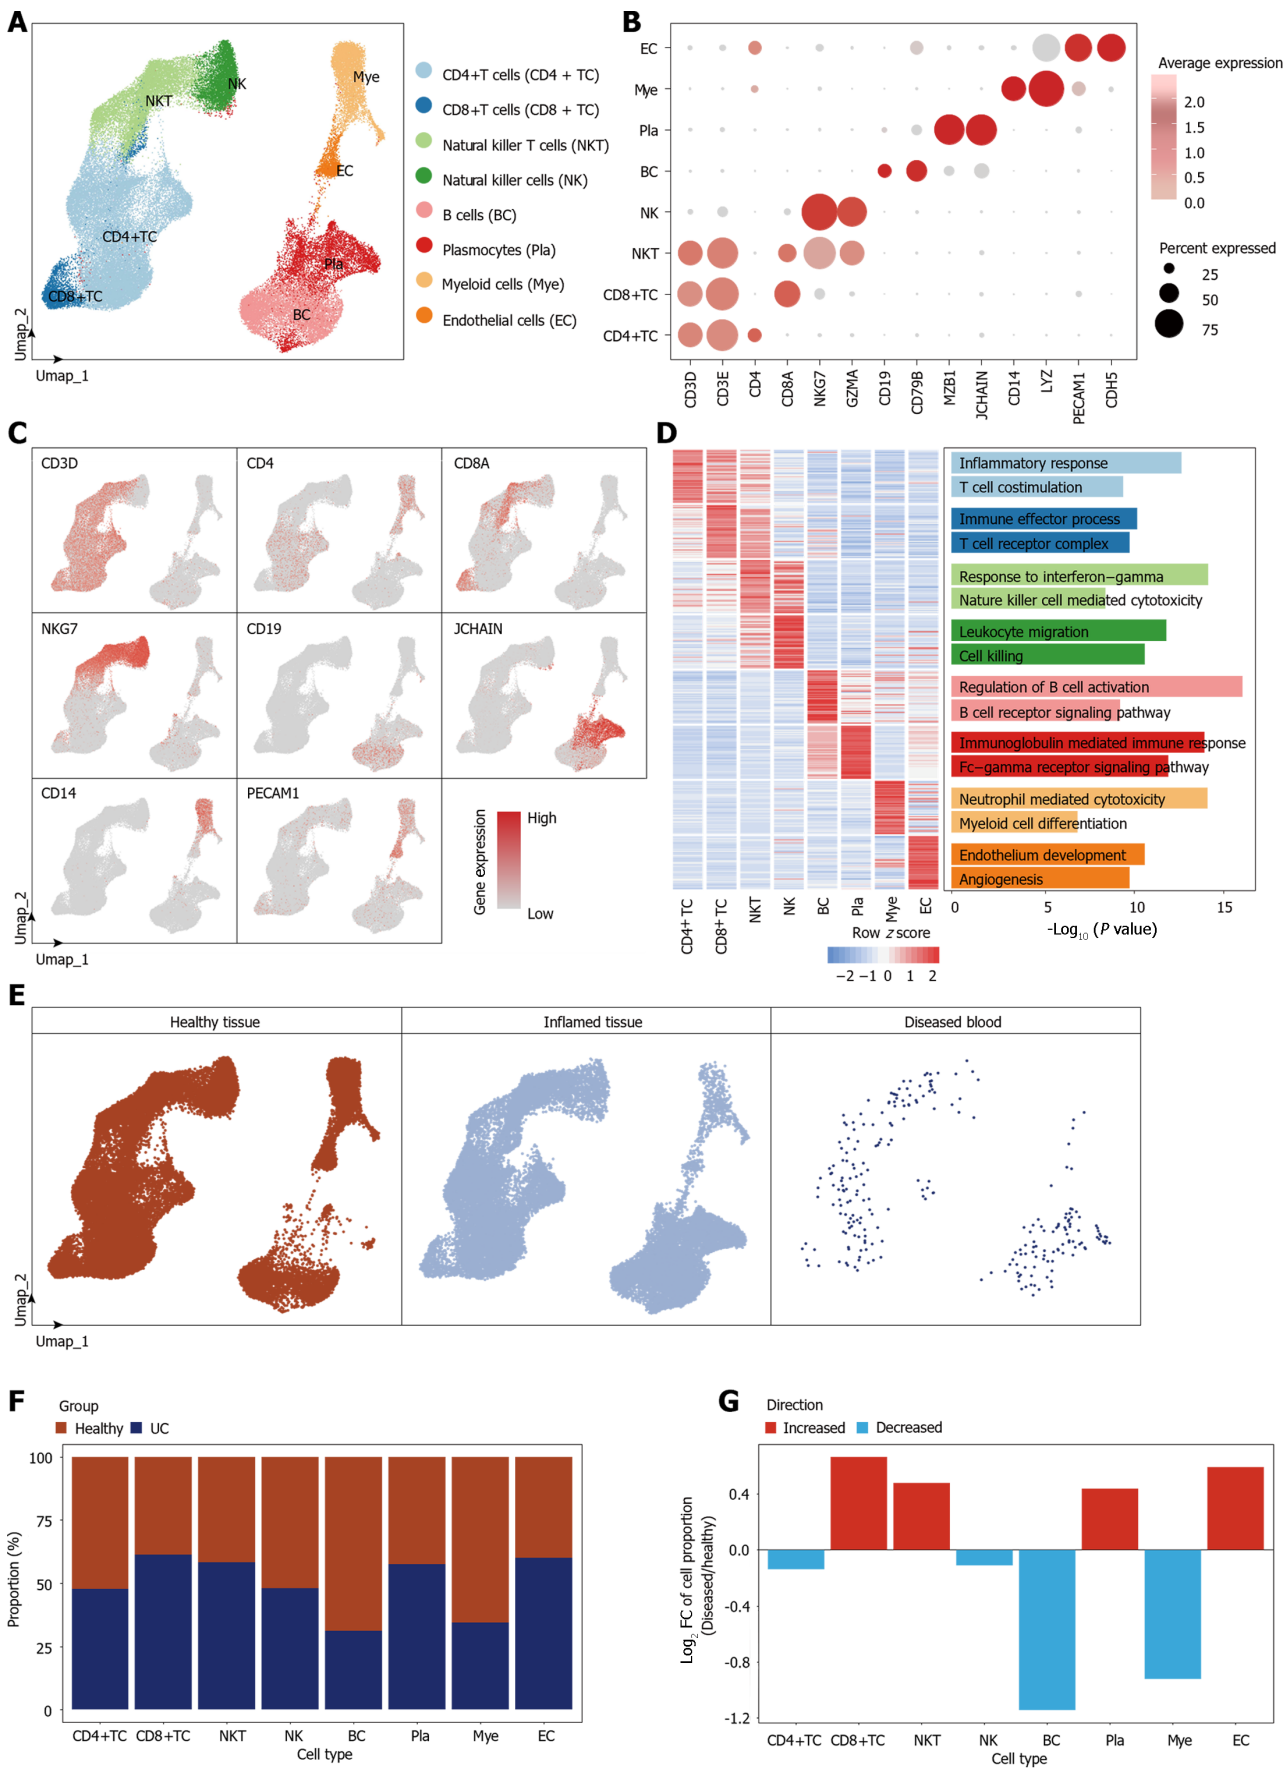 A
NK
NKT
Mye
EC
CD4+TC
Pla
CD8+TC
BC
Umap_2
Umap_1
CD4+T cells (CD4 + TC)
CD8+T cells (CD8 + TC)
Natural killer T cells (NKT)
Natural killer cells (NK)
B cells (BC)
Plasmocytes (Pla)
Myeloid cells (Mye)
Endothelial cells (EC)
B
EC
Mye
Pla
BC
NK
NKT
CD8+TC
CD4+TC
CD3D
CD3E
CD4
CD8A
NKG7
GZMA
CD19
CD79B
MZB1
JCHAIN
CD14
LYZ
PECAM1
CDH5
Average expression
2.0
1.5
1.0
0.5
0.0
Percent expressed
25
50
75
C
CD3D
CD4
CD8A
NKG7
CD19
JCHAIN
CD14
PECAM1
Umap_2
Umap_1
Gene expression
High
Low
D
Inflammatory response
T cell costimulation
Immune effector process
T cell receptor complex
Response to interferon−gamma
Nature killer cell mediated cytotoxicity
Leukocyte migration
Cell killing
Regulation of B cell activation
B cell receptor signaling pathway
Immunoglobulin mediated immune response
Fc−gamma receptor signaling pathway
Neutrophil mediated cytotoxicity
Myeloid cell differentiation
Endothelium development
Angiogenesis
CD4+TC
CD8+TC
NKT
NK
BC
Pla
Mye
EC
0 5 10 15
-Log10 (P value)
Row z score
−2 −1 0 1 2
E
Healthy tissue
Inflamed tissue
Diseased blood
Umap_2
Umap_1
F
Group
Healthy UC
Proportion (%)
100
75
50
25
0
CD4+TC CD8+TC NKT NK BC Pla Mye EC
Cell type
G
Direction
Increased Decreased
Log2 FC of cell proportion
(Diseased/healthy)
0.4
0.0
-0.4
-0.8
-1.2
CD4+TC CD8+TC NKT NK BC Pla Mye EC
Cell type